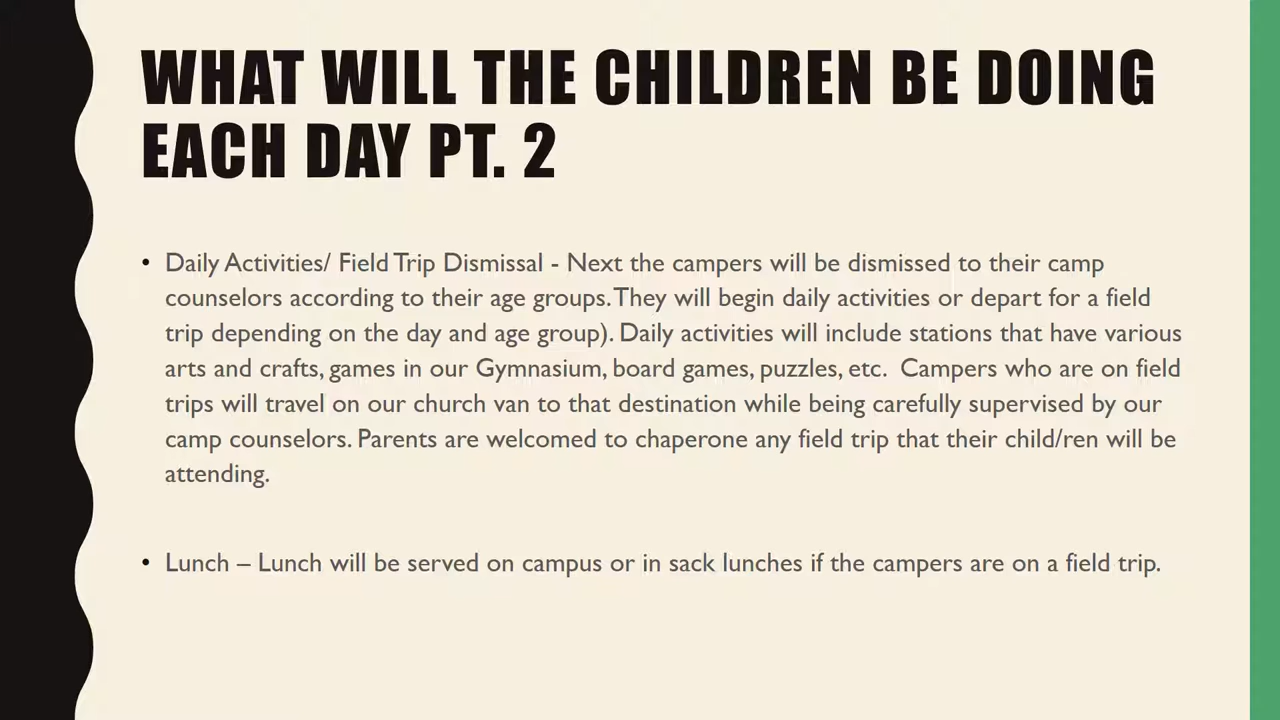 WHAT WILL THE CHILDREN BE DOING
EACH DAY PT. 2
• Daily Activities/ Field Trip Dismissal - Next the campers will be dismissed to their camp
counselors according to their age groups. They will begin daily activities or depart for a field
trip depending on the day and age group). Daily activities will include stations that have various
arts and crafts, games in our Gymnasium, board games, puzzles, etc.  Campers who are on field
trips will travel on our church van to that destination while being carefully supervised by our
camp counselors. Parents are welcomed to chaperone any field trip that their child/ren will be
attending.
• Lunch – Lunch will be served on campus or in sack lunches if the campers are on a field trip.